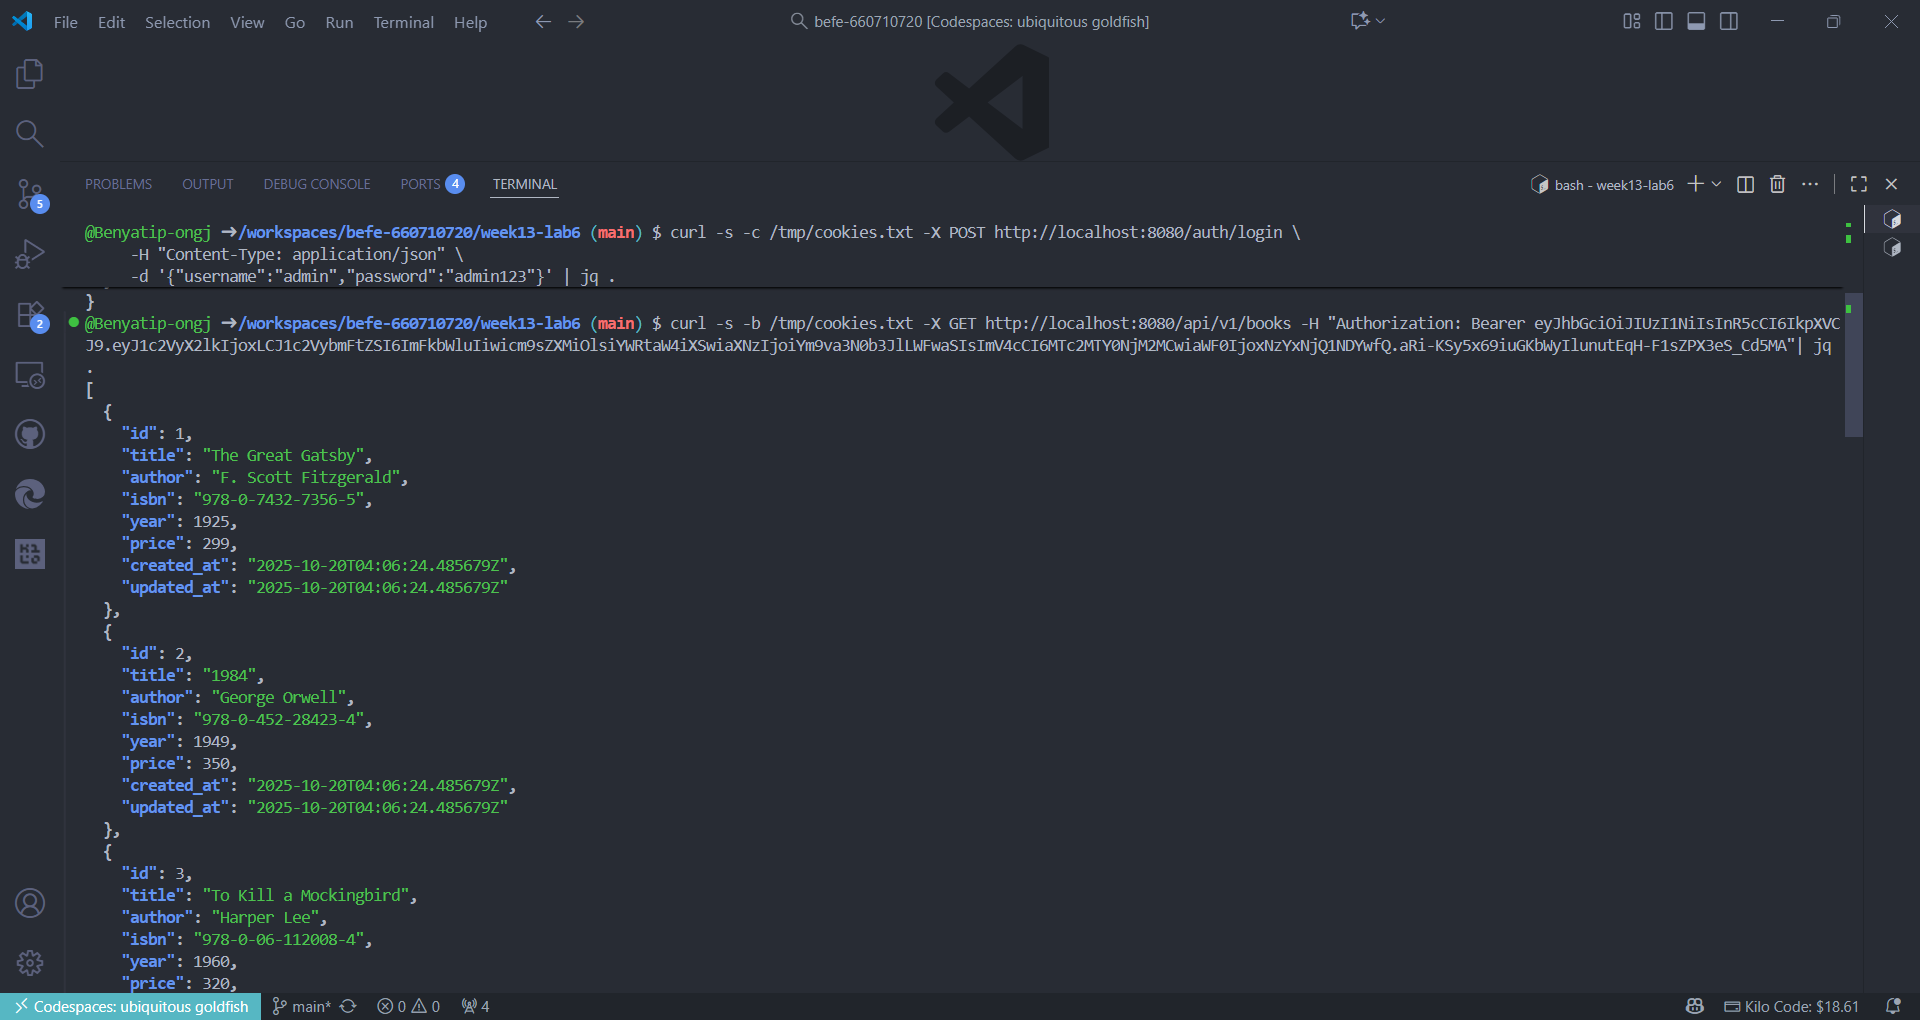 File Edit Selection View Go Run Terminal Help
befe-660710720 [Codespaces: ubiquitous goldfish]
PROBLEMS OUTPUT DEBUG CONSOLE PORTS 4 TERMINAL
bash - week13-lab6
@Benyatip-ongj ➜/workspaces/befe-660710720/week13-lab6 (main) $ curl -s -c /tmp/cookies.txt -X POST http://localhost:8080/auth/login \
-H "Content-Type: application/json" \
-d '{"username":"admin","password":"admin123"}' | jq .
}
@Benyatip-ongj ➜/workspaces/befe-660710720/week13-lab6 (main) $ curl -s -b /tmp/cookies.txt -X GET http://localhost:8080/api/v1/books -H "Authorization: Bearer eyJhbGciOiJIUzI1NiIsInR5cCI6IkpXVC
J9.eyJ1c2VyX2lkIjoxLCJ1c2VybmFtZSI6ImFkbWluIiwicm9sZXMiOlsiYWRtaW4iXSwiaXNzIjoiYm9va3N0b3JlLWFwaSIsImV4cCI6MTc2MTY0NjM2MCwiaWF0IjoxNzYxNjQ1NDYwfQ.aRi-KSy5x69iuGKbWyIlunutEqH-F1sZPX3eS_Cd5MA"| jq
.
[
{
"id": 1,
"title": "The Great Gatsby",
"author": "F. Scott Fitzgerald",
"isbn": "978-0-7432-7356-5",
"year": 1925,
"price": 299,
"created_at": "2025-10-20T04:06:24.485679Z",
"updated_at": "2025-10-20T04:06:24.485679Z"
},
{
"id": 2,
"title": "1984",
"author": "George Orwell",
"isbn": "978-0-452-28423-4",
"year": 1949,
"price": 350,
"created_at": "2025-10-20T04:06:24.485679Z",
"updated_at": "2025-10-20T04:06:24.485679Z"
},
{
"id": 3,
"title": "To Kill a Mockingbird",
"author": "Harper Lee",
"isbn": "978-0-06-112008-4",
"year": 1960,
"price": 320,
5
2
Codespaces: ubiquitous goldfish main* 0 0 4 Kilo Code: $18.61